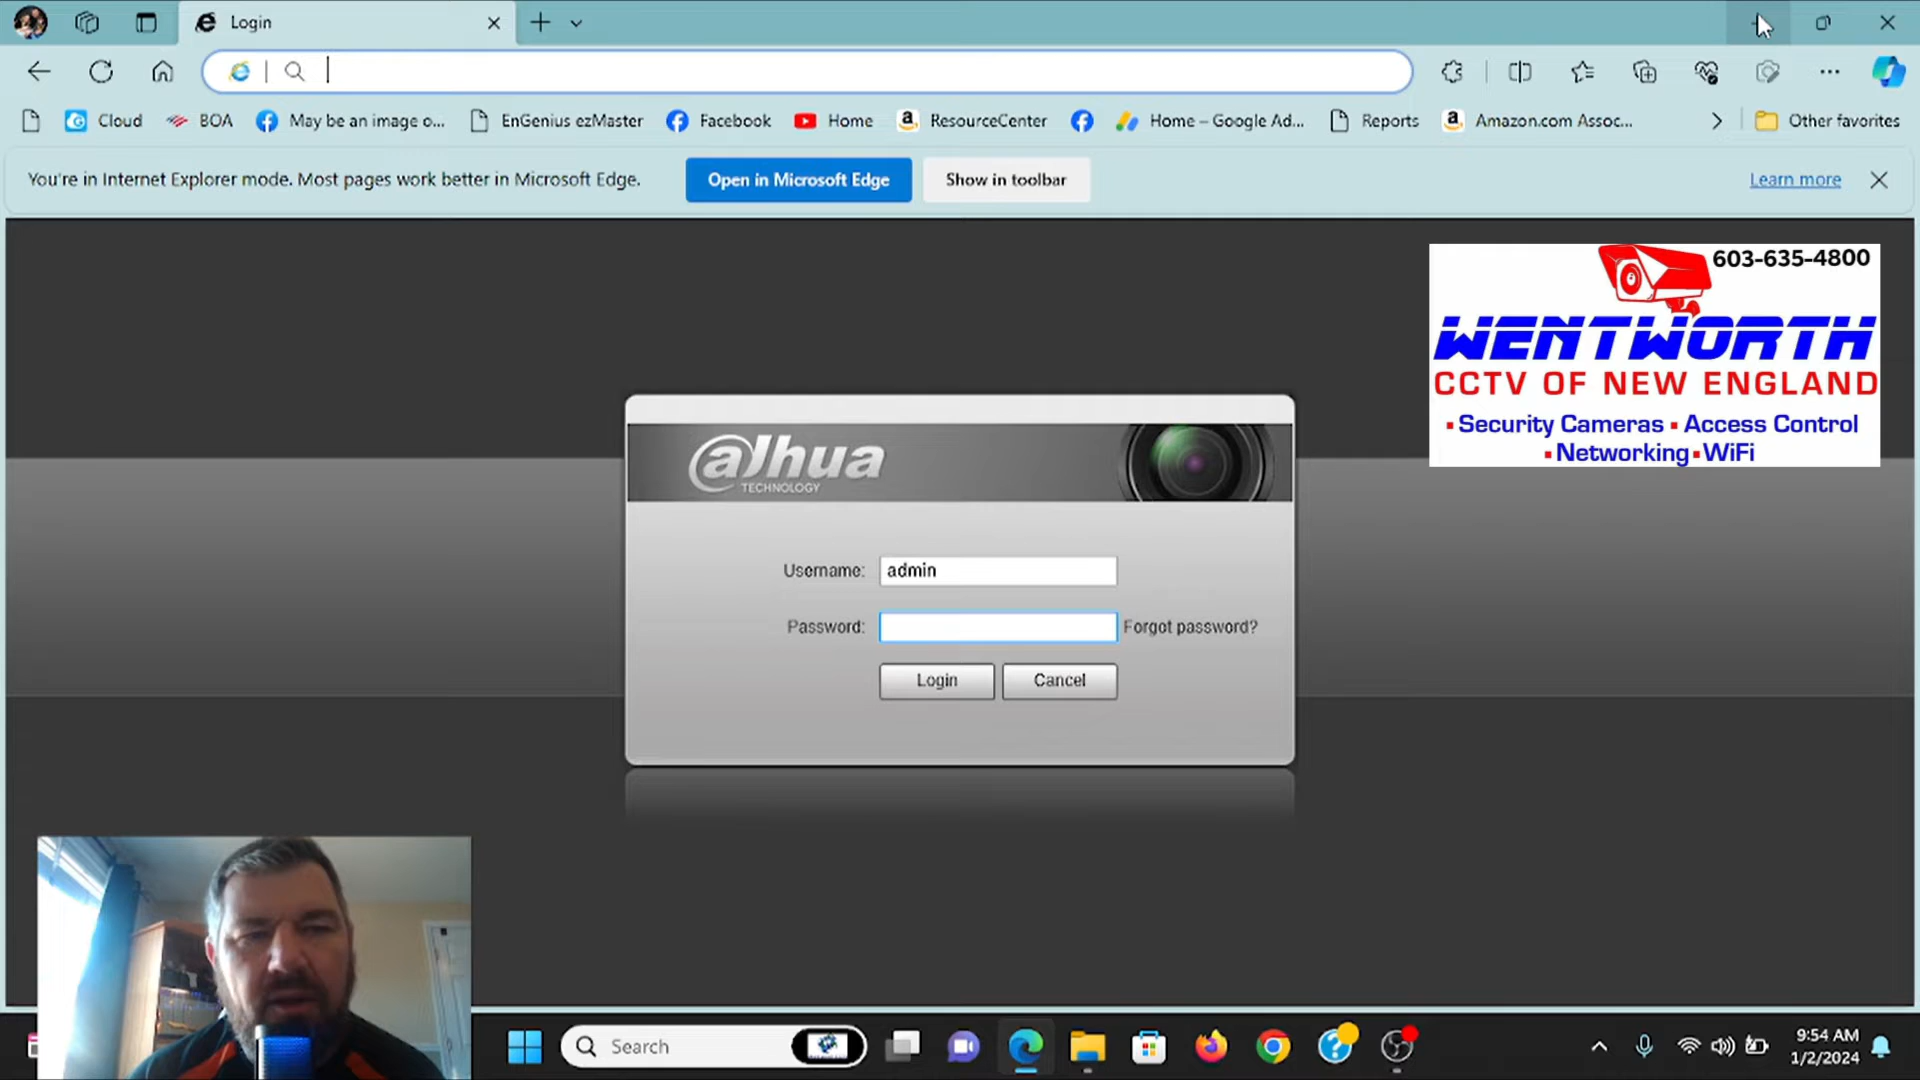 Login
Cloud
BOA
May be an image o...
EnGenius ezMaster
Facebook
Home
ResourceCenter
Home – Google Ad...
Reports
Amazon.com Assoc...
Other favorites
You're in Internet Explorer mode. Most pages work better in Microsoft Edge.
Open in Microsoft Edge
Show in toolbar
Learn more
603-635-4800
WENTWORTH
CCTV OF NEW ENGLAND
▪Security Cameras ▪ Access Control
▪Networking▪WiFi
alhua
TECHNOLOGY
Username: admin
Password:
Forgot password?
Login
Cancel
Search
9:54 AM
1/2/2024